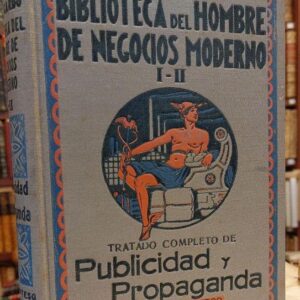 BIBLIOTECA DEL HOMBRE
DE NEGOCIOS MODERNO
I-II
TRATADO COMPLETO DE
Publicidad y
Propaganda